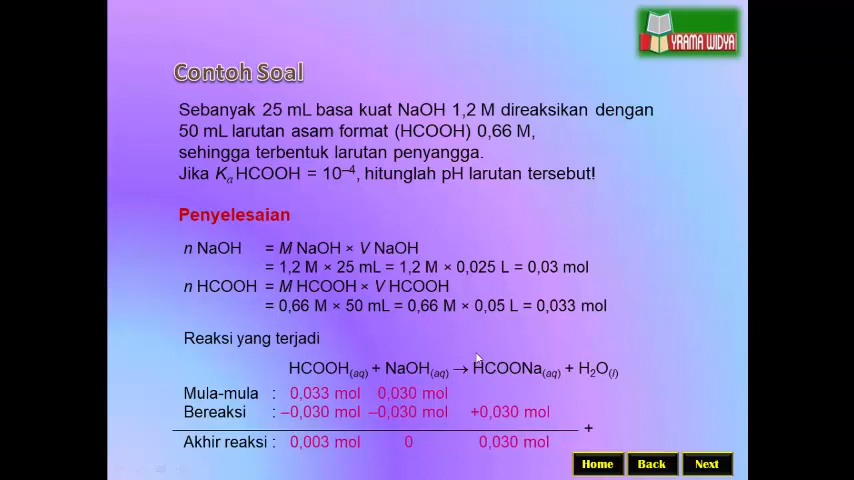 YRAMA WIDYA
Contoh Soal
Sebanyak 25 mL basa kuat NaOH 1,2 M direaksikan dengan
50 mL larutan asam format (HCOOH) 0,66 M,
sehingga terbentuk larutan penyangga.
Jika Kₐ HCOOH = 10⁻⁴, hitunglah pH larutan tersebut!
Penyelesaian
n NaOH = M NaOH × V NaOH
= 1,2 M × 25 mL = 1,2 M × 0,025 L = 0,03 mol
n HCOOH = M HCOOH × V HCOOH
= 0,66 M × 50 mL = 0,66 M × 0,05 L = 0,033 mol
Reaksi yang terjadi
HCOOH(aq) + NaOH(aq) → HCOONa(aq) + H₂O(l)
Mula-mula : 0,033 mol 0,030 mol
Bereaksi : –0,030 mol –0,030 mol +0,030 mol
+
Akhir reaksi : 0,003 mol 0 0,030 mol
Home Back Next